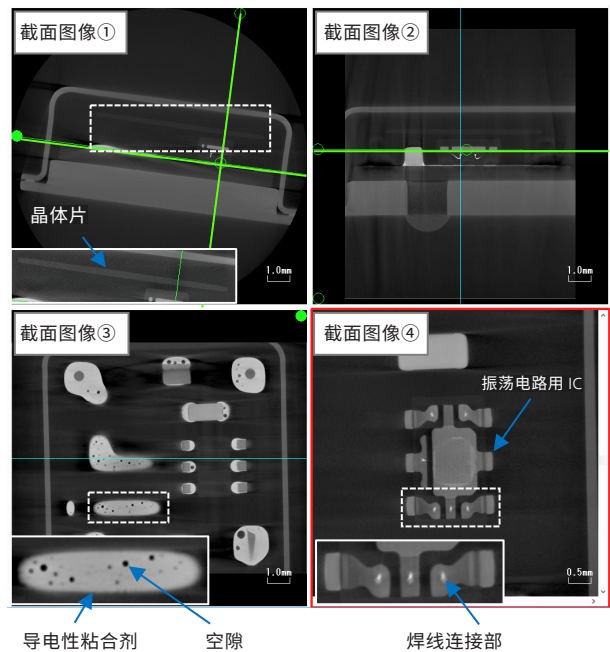 截面图像①
截面图像②
晶体片
1.0mm
1.0mm
截面图像③
截面图像④
振荡电路用 IC
1.0mm
0.5mm
导电性粘合剂
空隙
焊线连接部